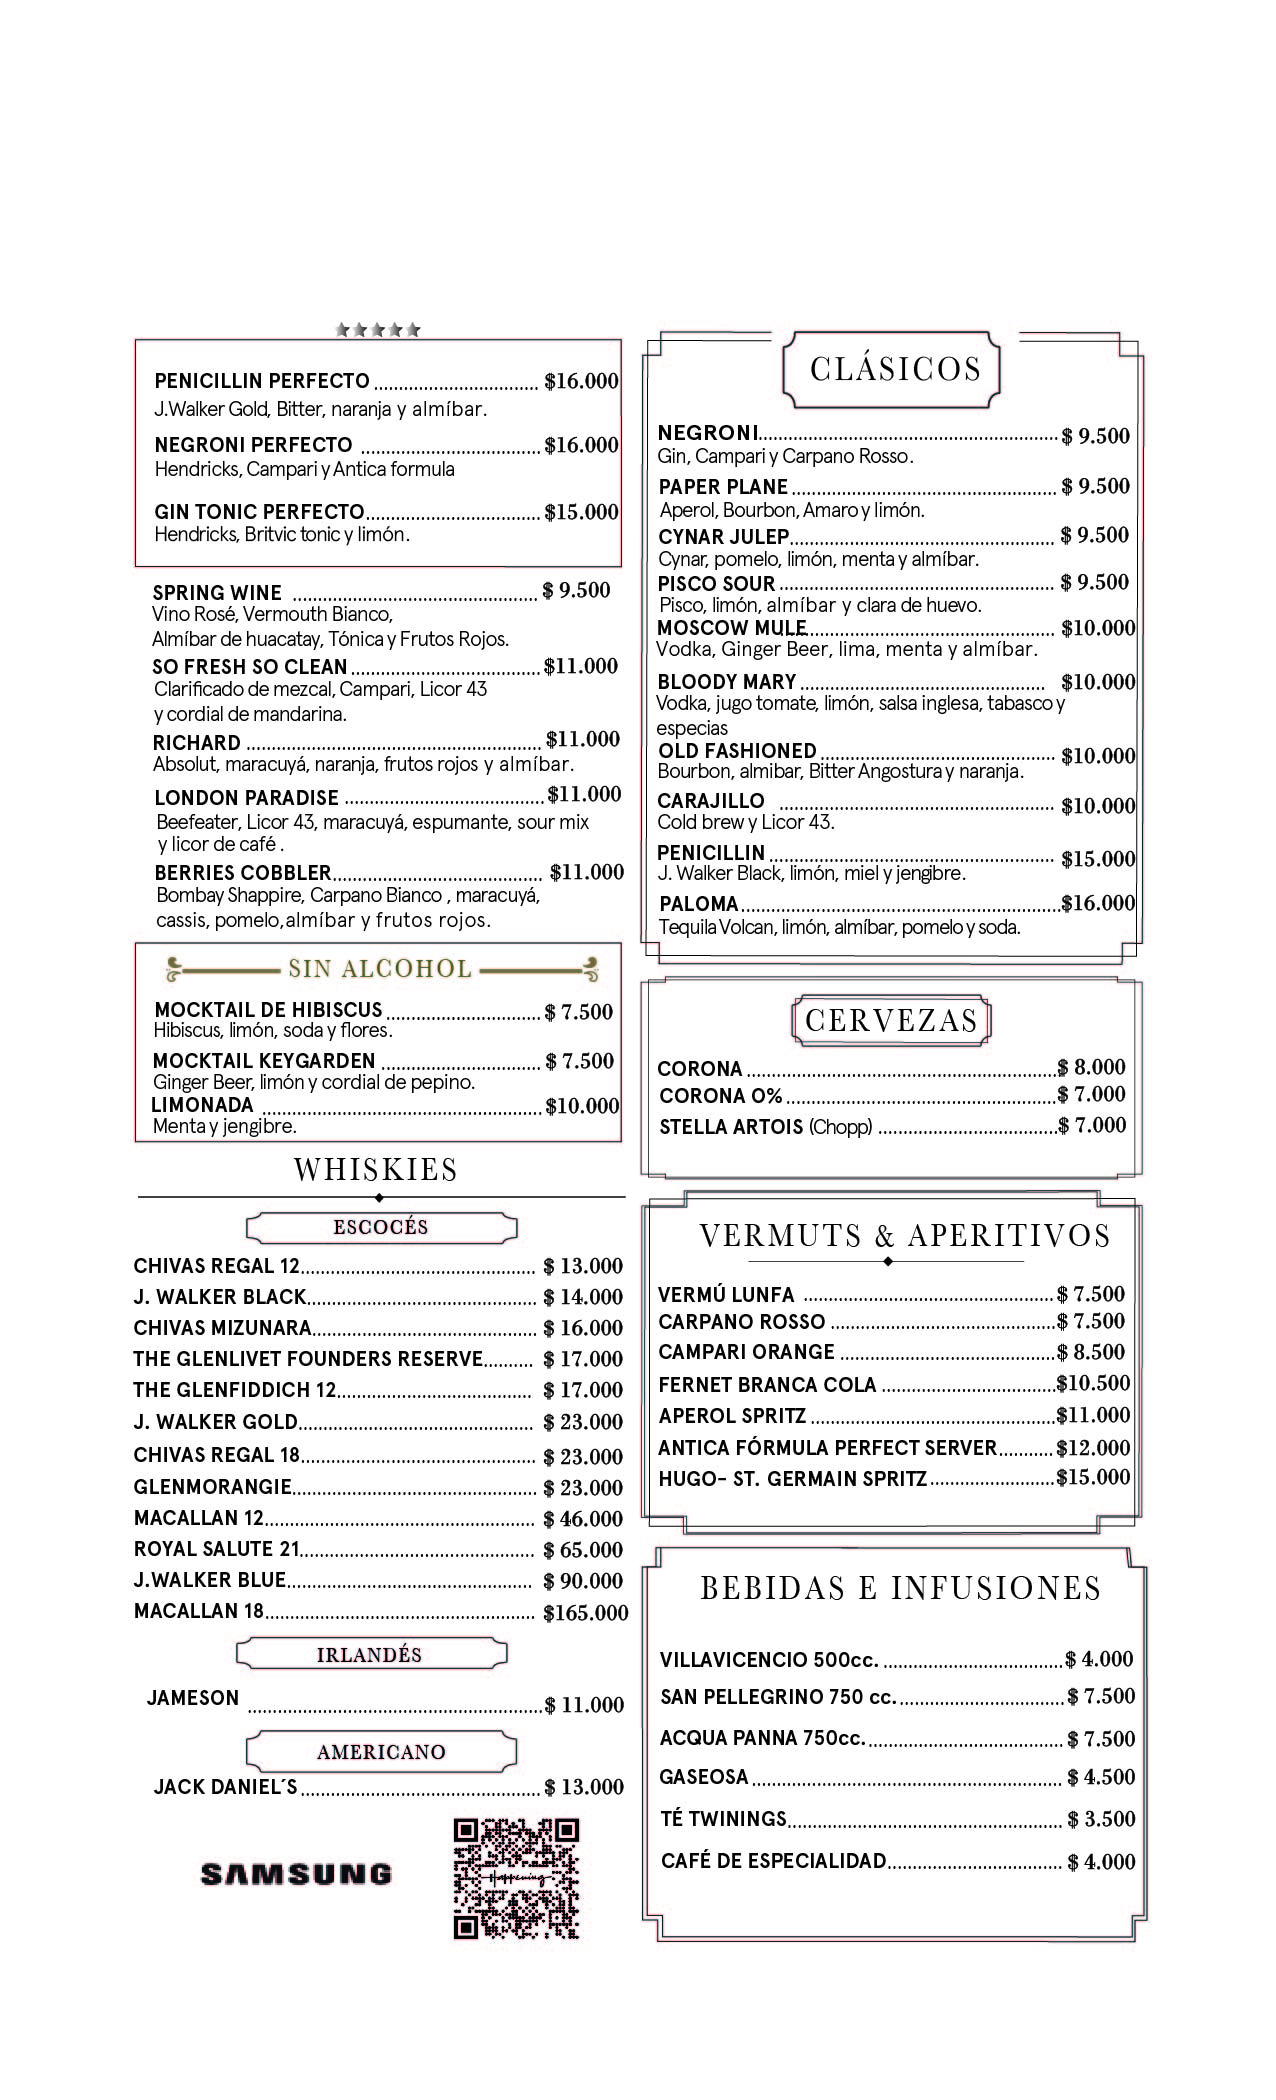 PENICILLIN PERFECTO ................................ $16.000
J.Walker Gold, Bitter, naranja y almíbar.
NEGRONI PERFECTO ................................ $16.000
Hendricks, Campari y Antica formula
GIN TONIC PERFECTO................................ $15.000
Hendricks, Britvic tonic y limón.
SPRING WINE ................................ $ 9.500
Vino Rosé, Vermouth Bianco,
Almíbar de huacatay, Tónica y Frutos Rojos.
SO FRESH SO CLEAN ................................ $11.000
Clarificado de mezcal, Campari, Licor 43
y cordial de mandarina.
RICHARD ................................ $11.000
Absolut, maracuyá, naranja, frutos rojos y almíbar.
LONDON PARADISE ................................ $11.000
Beefeater, Licor 43, maracuyá, espumante, sour mix
y licor de café .
BERRIES COBBLER................................ $11.000
Bombay Shappire, Carpano Bianco , maracuyá,
cassis, pomelo,almíbar y frutos rojos.
SIN ALCOHOL
MOCKTAIL DE HIBISCUS ................................ $ 7.500
Hibiscus, limón, soda y flores.
MOCKTAIL KEYGARDEN ................................ $ 7.500
Ginger Beer, limón y cordial de pepino.
LIMONADA ................................ $10.000
Menta y jengibre.
WHISKIES
ESCOCÉS
CHIVAS REGAL 12................................ $ 13.000
J. WALKER BLACK................................ $ 14.000
CHIVAS MIZUNARA................................ $ 16.000
THE GLENLIVET FOUNDERS RESERVE.......... $ 17.000
THE GLENFIDDICH 12................................ $ 17.000
J. WALKER GOLD................................ $ 23.000
CHIVAS REGAL 18................................ $ 23.000
GLENMORANGIE................................ $ 23.000
MACALLAN 12................................ $ 46.000
ROYAL SALUTE 21................................ $ 65.000
J.WALKER BLUE................................ $ 90.000
MACALLAN 18................................ $165.000
IRLANDÉS
JAMESON ................................ $ 11.000
AMERICANO
JACK DANIEL´S ................................ $ 13.000
SAMSUNG
Happening
CLÁSICOS
NEGRONI................................ $ 9.500
Gin, Campari y Carpano Rosso.
PAPER PLANE ................................ $ 9.500
Aperol, Bourbon, Amaro y limón.
CYNAR JULEP................................ $ 9.500
Cynar, pomelo, limón, menta y almíbar.
PISCO SOUR ................................ $ 9.500
Pisco, limón, almíbar y clara de huevo.
MOSCOW MULE................................ $10.000
Vodka, Ginger Beer, lima, menta y almíbar.
BLOODY MARY ................................ $10.000
Vodka, jugo tomate, limón, salsa inglesa, tabasco y
especias
OLD FASHIONED ................................ $10.000
Bourbon, almibar, Bitter Angostura y naranja.
CARAJILLO ................................ $10.000
Cold brew y Licor 43.
PENICILLIN ................................ $15.000
J. Walker Black, limón, miel y jengibre.
PALOMA ................................ $16.000
Tequila Volcan, limón, almíbar, pomelo y soda.
CERVEZAS
CORONA ................................ $ 8.000
CORONA 0% ................................ $ 7.000
STELLA ARTOIS (Chopp) ................................ $ 7.000
VERMUTS & APERITIVOS
VERMÚ LUNFA ................................ $ 7.500
CARPANO ROSSO ................................ $ 7.500
CAMPARI ORANGE ................................ $ 8.500
FERNET BRANCA COLA ................................ $10.500
APEROL SPRITZ ................................ $11.000
ANTICA FÓRMULA PERFECT SERVER........... $12.000
HUGO- ST. GERMAIN SPRITZ ......................... $15.000
BEBIDAS E INFUSIONES
VILLAVICENCIO 500cc. ................................ $ 4.000
SAN PELLEGRINO 750 cc. ................................ $ 7.500
ACQUA PANNA 750cc. ................................ $ 7.500
GASEOSA ................................ $ 4.500
TÉ TWININGS................................ $ 3.500
CAFÉ DE ESPECIALIDAD................................ $ 4.000